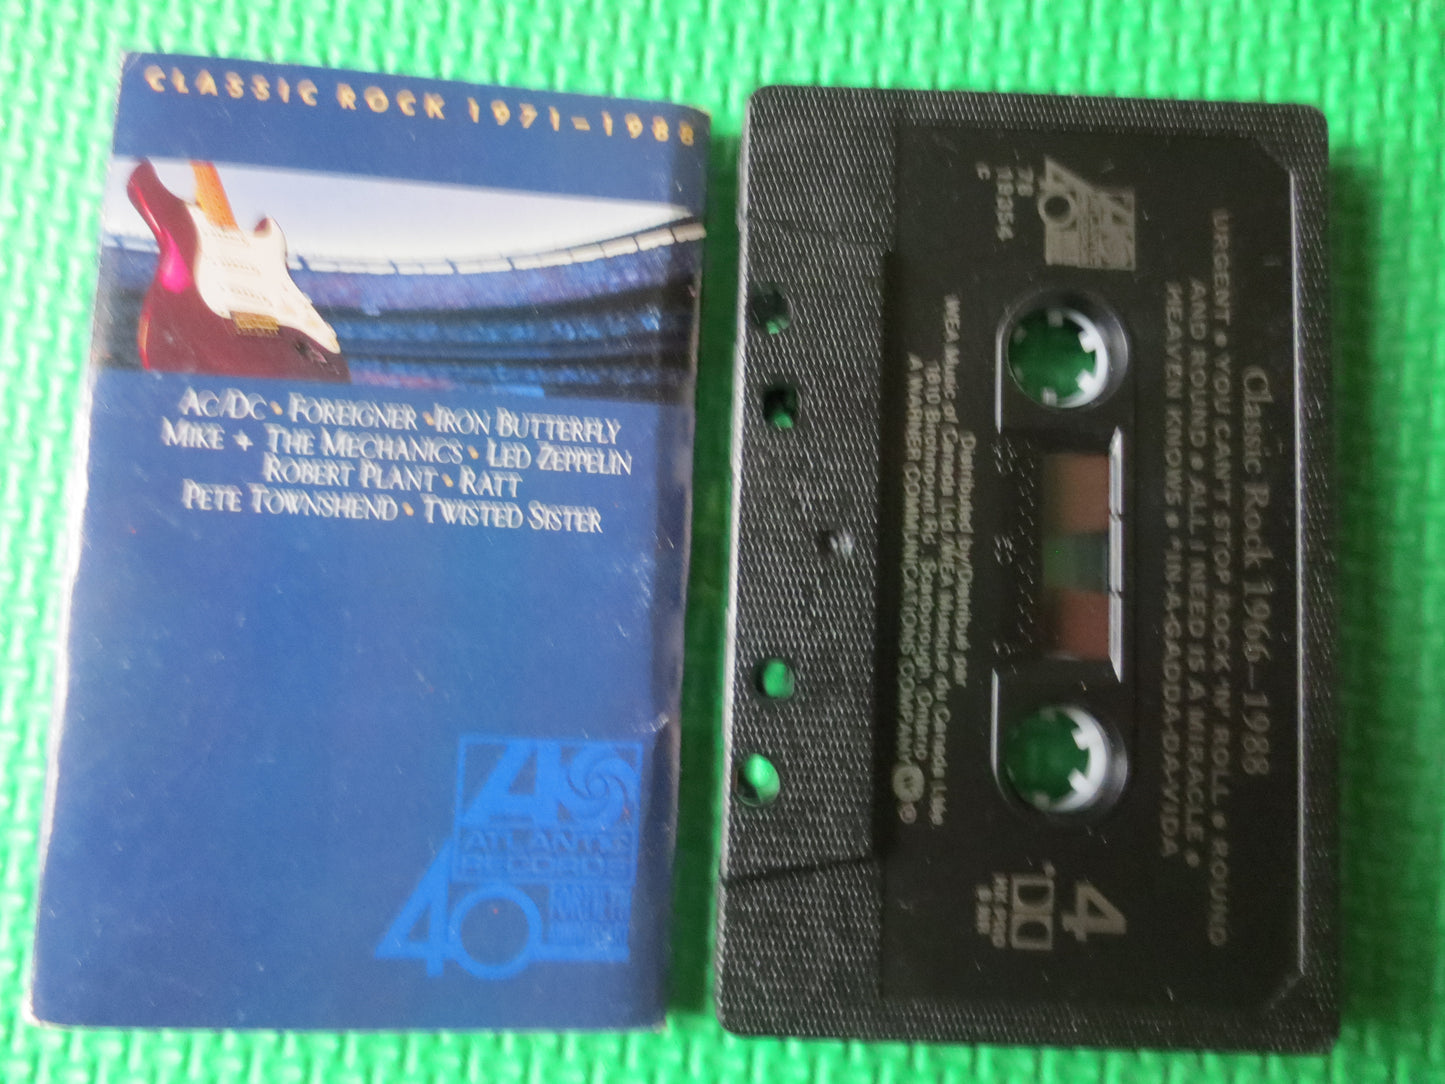 CLASSIC ROCK 1971-1988
AC/DC • FOREIGNER • IRON BUTTERFLY
MIKE + THE MECHANICS • LED ZEPPELIN
ROBERT PLANT • RATT
PETE TOWNSHEND • TWISTED SISTER
ATLANTIC
RECORDS
40
Classic Rock 1966–1988
URGENT • YOU CAN'T STOP ROCK 'N' ROLL • ROUND
AND ROUND • ALL I NEED IS A MIRACLE •
HEAVEN KNOWS • *IN-A-GADDA-DA-VIDA
40
78
C
4
Distributed by/Distribué par
WEA Music of Canada Ltd./WEA Musique du Canada Ltée.
1810 Birchmount Rd. Scarborough, Ontario
A WARNER COMMUNICATIONS COMPANY